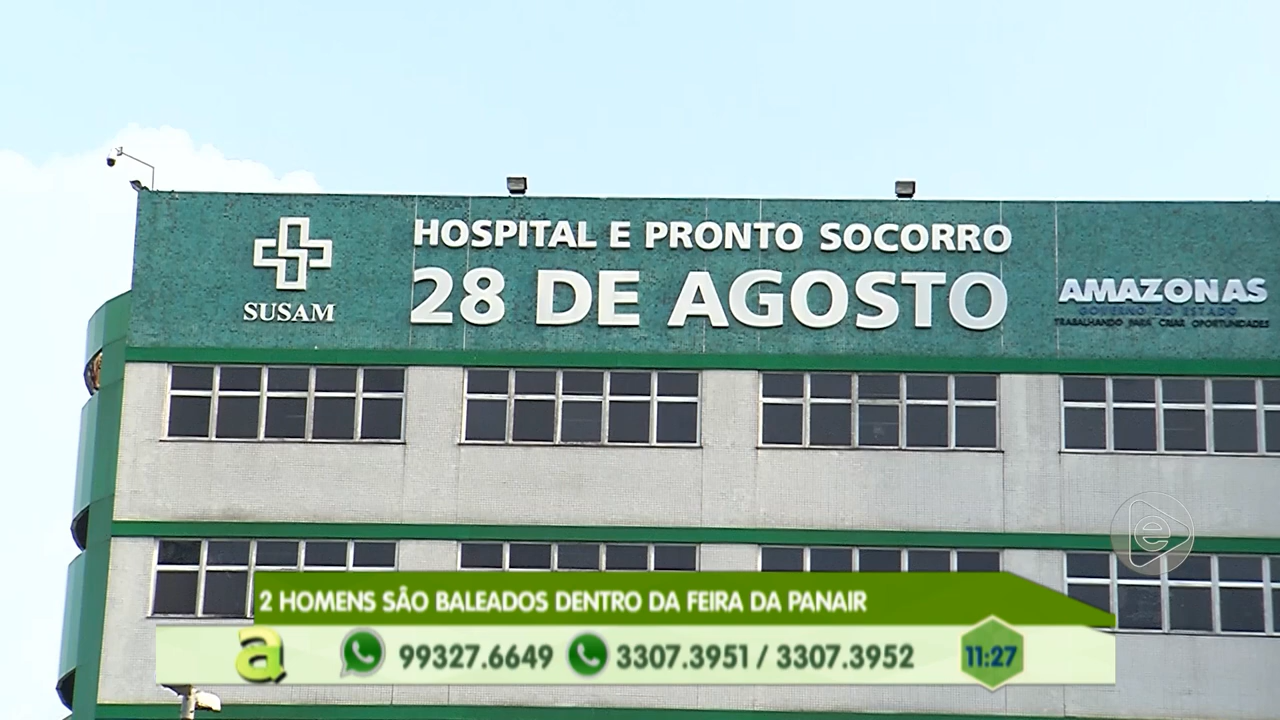 HOSPITAL E PRONTO SOCORRO
28 DE AGOSTO
SUSAM
AMAZONAS
GOVERNO DO ESTADO
TRABALHANDO PARA CRIAR OPORTUNIDADES
e
2 HOMENS SÃO BALEADOS DENTRO DA FEIRA DA PANAIR
a 99327.6649 3307.3951 / 3307.3952 11:27